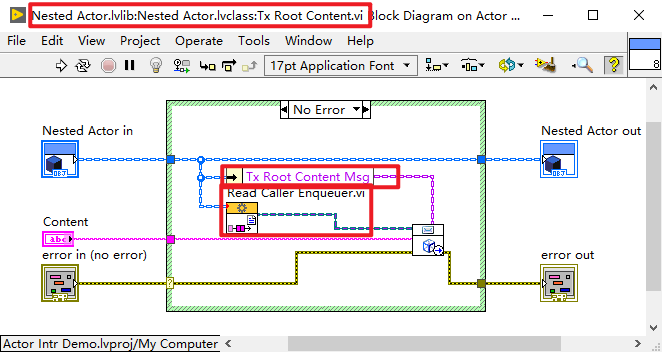 Nested Actor.lvlib:Nested Actor.lvclass:Tx Root Content.vi Block Diagram on Actor ...
File Edit View Project Operate Tools Window Help
17pt Application Font
8
No Error
Nested Actor in
Nested Actor out
OBJ
OBJ
Tx Root Content Msg
Read Caller Enqueuer.vi
Content
abc
error in (no error)
error out
?
Actor Intr Demo.lvproj/My Computer